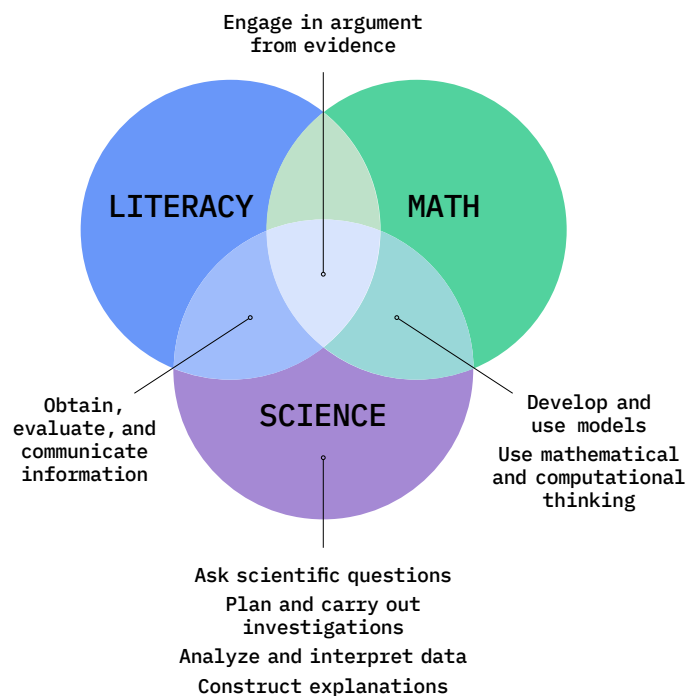 Engage in argument
from evidence
LITERACY
MATH
SCIENCE
Obtain,
evaluate, and
communicate
information
Develop and
use models
Use mathematical
and computational
thinking
Ask scientific questions
Plan and carry out
investigations
Analyze and interpret data
Construct explanations